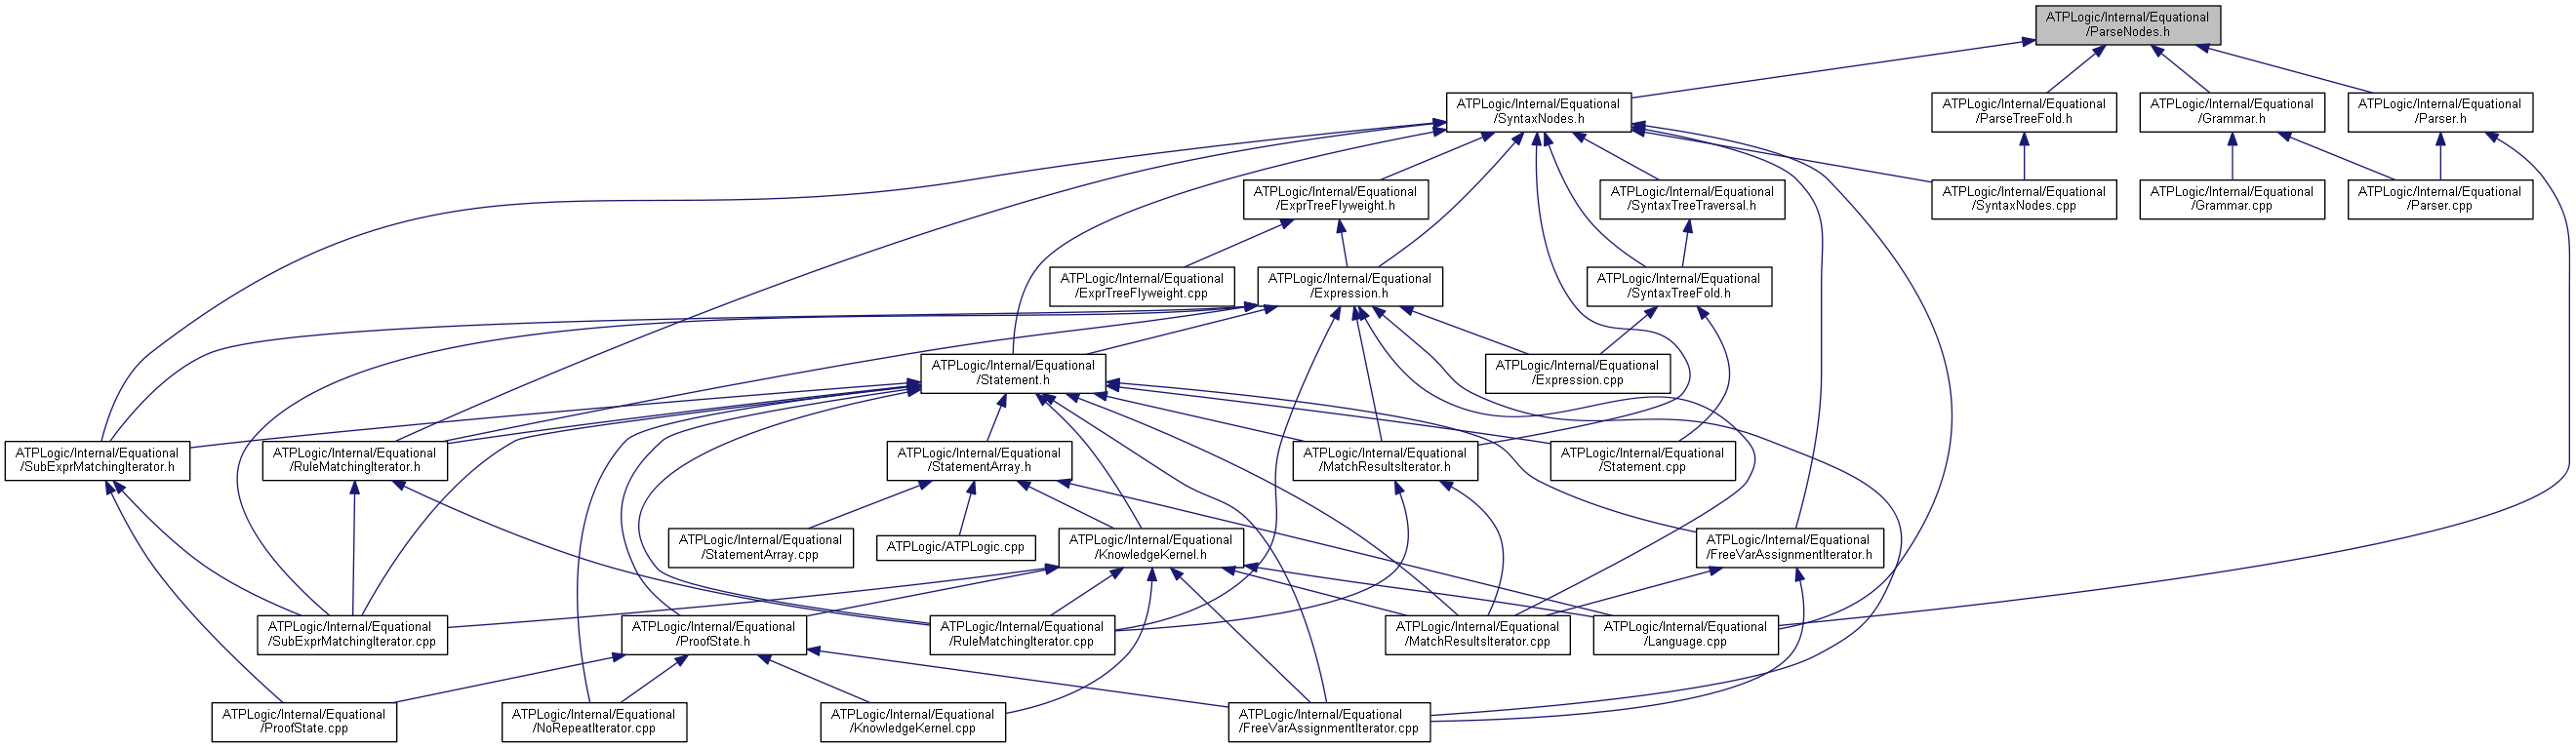 ATPLogic/Internal/Equational
/ParseNodes.h
ATPLogic/Internal/Equational
/SyntaxNodes.h
ATPLogic/Internal/Equational
/ParseTreeFold.h
ATPLogic/Internal/Equational
/Grammar.h
ATPLogic/Internal/Equational
/Parser.h
ATPLogic/Internal/Equational
/ExprTreeFlyweight.h
ATPLogic/Internal/Equational
/SyntaxTreeTraversal.h
ATPLogic/Internal/Equational
/SyntaxNodes.cpp
ATPLogic/Internal/Equational
/Grammar.cpp
ATPLogic/Internal/Equational
/Parser.cpp
ATPLogic/Internal/Equational
/ExprTreeFlyweight.cpp
ATPLogic/Internal/Equational
/Expression.h
ATPLogic/Internal/Equational
/SyntaxTreeFold.h
ATPLogic/Internal/Equational
/Statement.h
ATPLogic/Internal/Equational
/Expression.cpp
ATPLogic/Internal/Equational
/SubExprMatchingIterator.h
ATPLogic/Internal/Equational
/RuleMatchingIterator.h
ATPLogic/Internal/Equational
/StatementArray.h
ATPLogic/Internal/Equational
/MatchResultsIterator.h
ATPLogic/Internal/Equational
/Statement.cpp
ATPLogic/Internal/Equational
/StatementArray.cpp
ATPLogic/ATPLogic.cpp
ATPLogic/Internal/Equational
/KnowledgeKernel.h
ATPLogic/Internal/Equational
/FreeVarAssignmentIterator.h
ATPLogic/Internal/Equational
/SubExprMatchingIterator.cpp
ATPLogic/Internal/Equational
/ProofState.h
ATPLogic/Internal/Equational
/RuleMatchingIterator.cpp
ATPLogic/Internal/Equational
/MatchResultsIterator.cpp
ATPLogic/Internal/Equational
/Language.cpp
ATPLogic/Internal/Equational
/ProofState.cpp
ATPLogic/Internal/Equational
/NoRepeatIterator.cpp
ATPLogic/Internal/Equational
/KnowledgeKernel.cpp
ATPLogic/Internal/Equational
/FreeVarAssignmentIterator.cpp